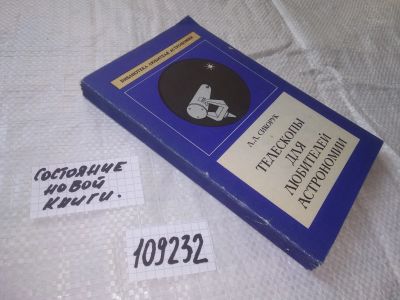 БИБЛИОТЕКА ЛЮБИТЕЛЯ АСТРОНОМИИ
Л.Л. СИКОРУК
ТЕЛЕСКОПЫ
ДЛЯ
ЛЮБИТЕЛЕЙ
АСТРОНОМИИ
СОСТОЯНИЕ
НОВОЙ
КНИГИ.
109232